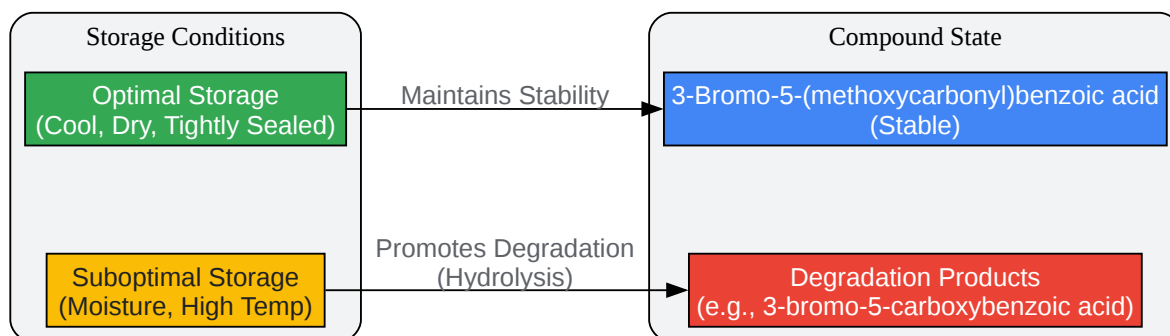 Storage Conditions
Compound State
Optimal Storage
(Cool, Dry, Tightly Sealed)
Maintains Stability
3-Bromo-5-(methoxycarbonyl)benzoic acid
(Stable)
Suboptimal Storage
(Moisture, High Temp)
Promotes Degradation
(Hydrolysis)
Degradation Products
(e.g., 3-bromo-5-carboxybenzoic acid)